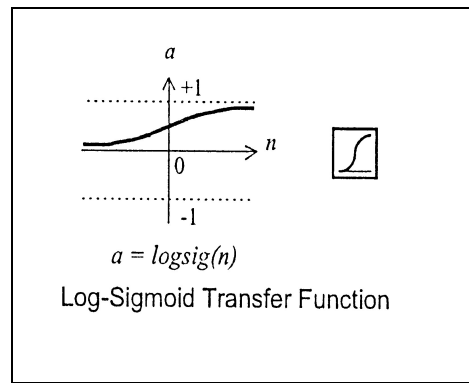 a
+1
n
0
-1
a = logsig(n)
Log-Sigmoid Transfer Function